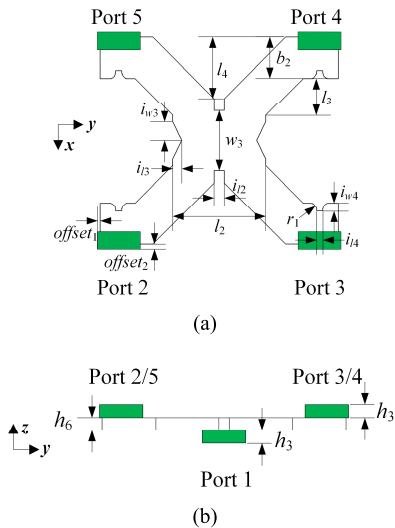 Port 5
Port 4
l4
b2
l3
iw3
y
x
w3
il3
il2
iw4
r1
offset1
l2
il4
offset2
Port 2
Port 3
(a)
Port 2/5
Port 3/4
z
h6
h3
y
h3
Port 1
(b)